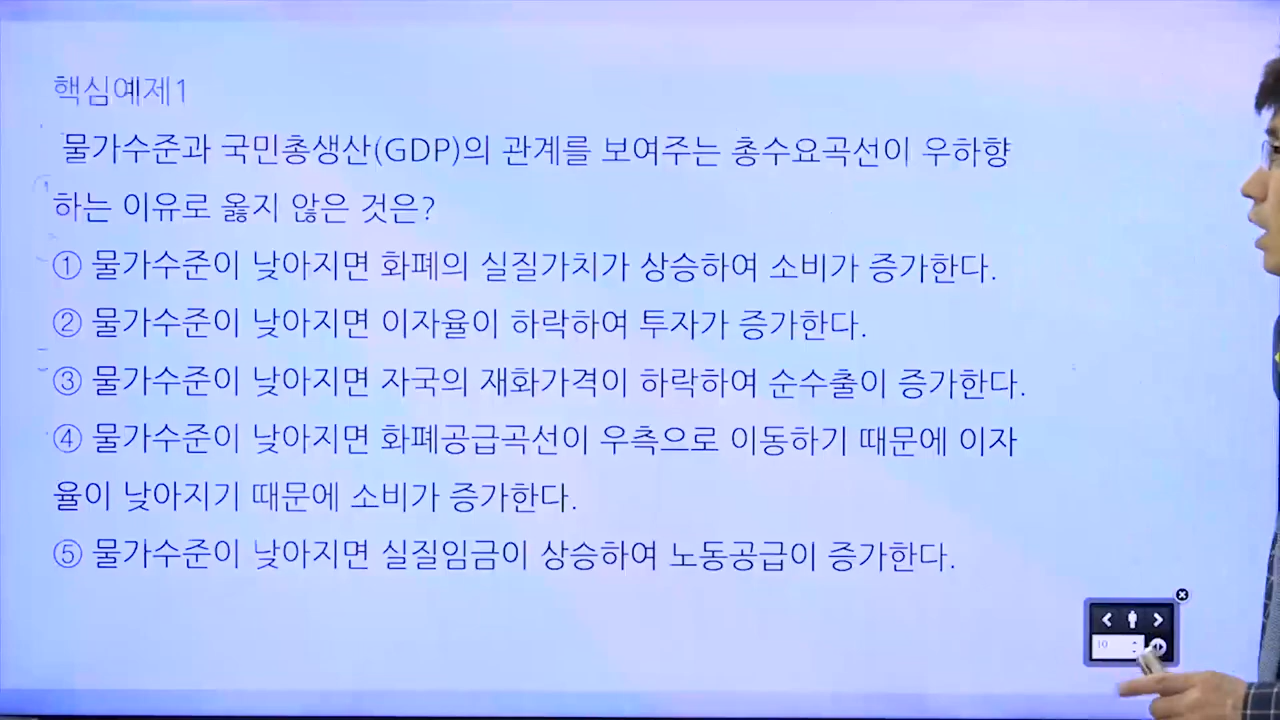 핵심예제1
물가수준과 국민총생산(GDP)의 관계를 보여주는 총수요곡선이 우하향
하는 이유로 옳지 않은 것은?
① 물가수준이 낮아지면 화폐의 실질가치가 상승하여 소비가 증가한다.
② 물가수준이 낮아지면 이자율이 하락하여 투자가 증가한다.
③ 물가수준이 낮아지면 자국의 재화가격이 하락하여 순수출이 증가한다.
④ 물가수준이 낮아지면 화폐공급곡선이 우측으로 이동하기 때문에 이자
율이 낮아지기 때문에 소비가 증가한다.
⑤ 물가수준이 낮아지면 실질임금이 상승하여 노동공급이 증가한다.
10